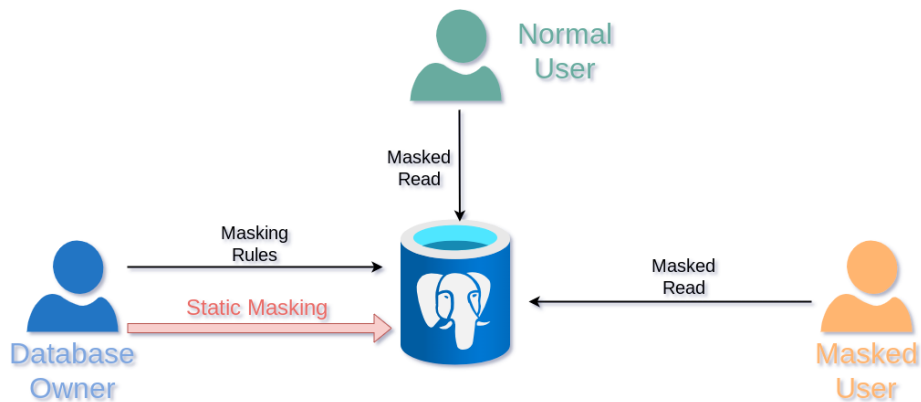 Normal
User
Masked
Read
Masking
Rules
Static Masking
Masked
Read
Database
Owner
Masked
User